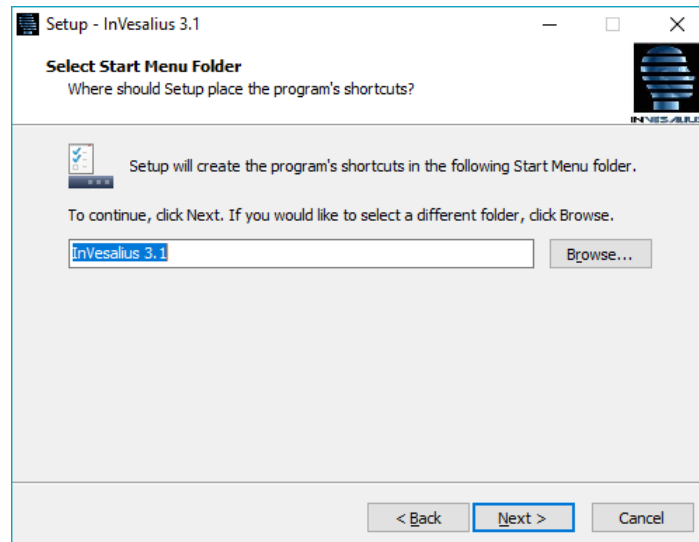 Setup - InVesalius 3.1
Select Start Menu Folder
Where should Setup place the program's shortcuts?
INVESALIUS
Setup will create the program's shortcuts in the following Start Menu folder.
To continue, click Next. If you would like to select a different folder, click Browse.
InVesalius 3.1
Browse...
< Back
Next >
Cancel